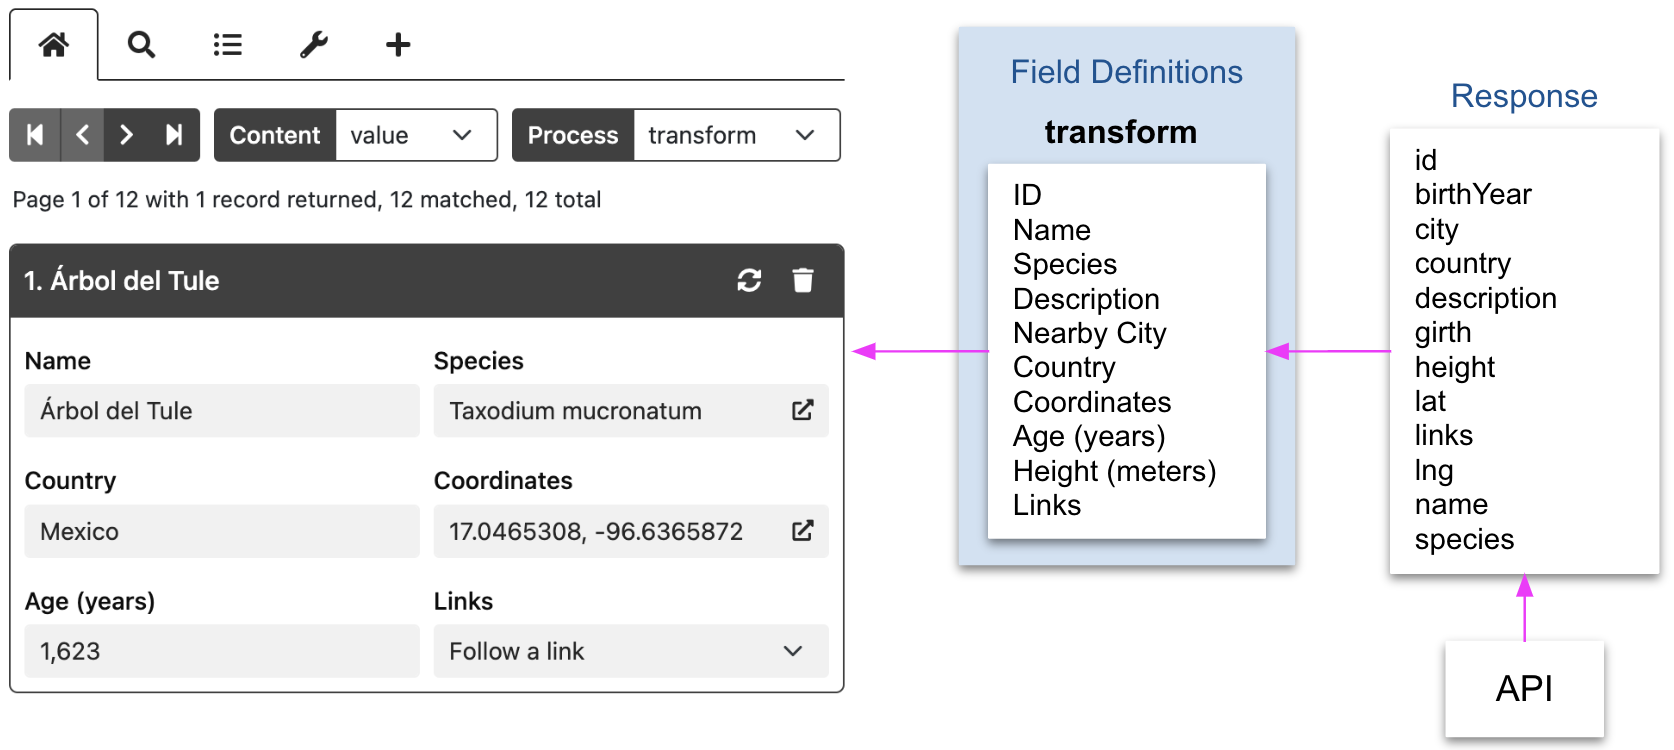 Content value
Process transform
Page 1 of 12 with 1 record returned, 12 matched, 12 total
1. Árbol del Tule
Name
Species
Árbol del Tule
Taxodium mucronatum
Country
Coordinates
Mexico
17.0465308, -96.6365872
Age (years)
Links
1,623
Follow a link
Field Definitions
transform
ID
Name
Species
Description
Nearby City
Country
Coordinates
Age (years)
Height (meters)
Links
Response
id
birthYear
city
country
description
girth
height
lat
links
lng
name
species
API